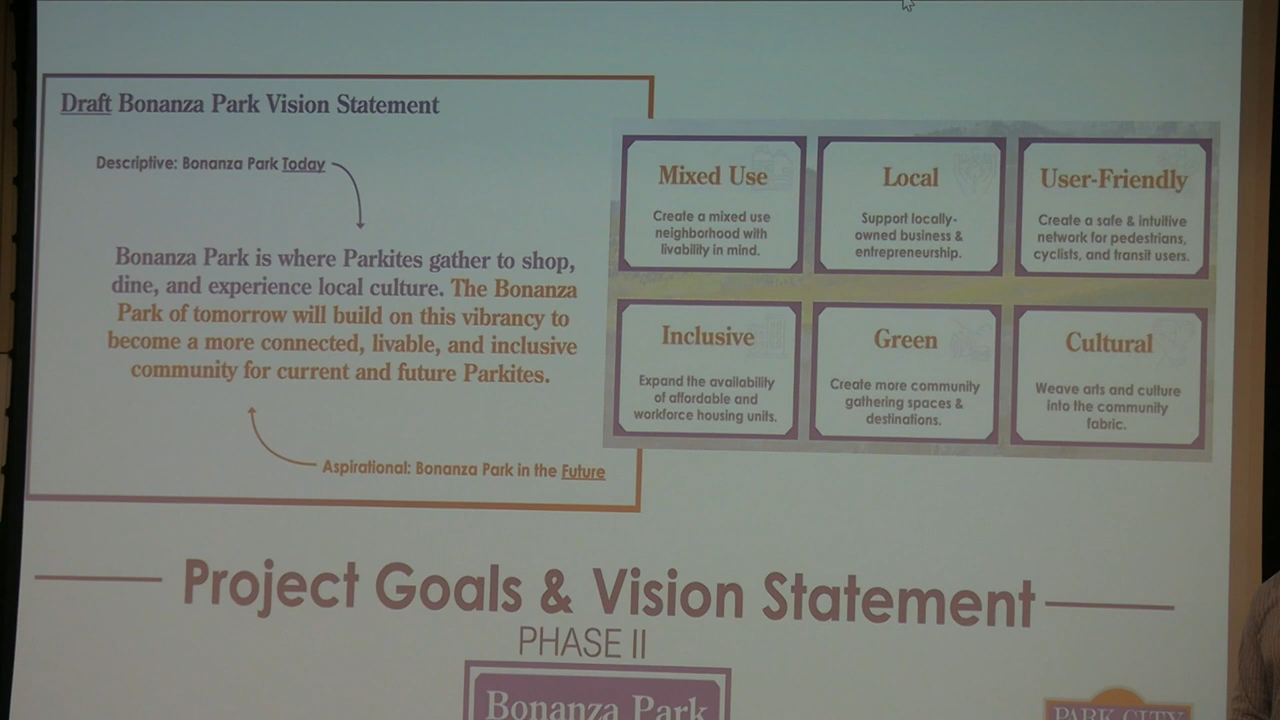 Draft Bonanza Park Vision Statement
Descriptive: Bonanza Park Today
Bonanza Park is where Parkites gather to shop,
dine, and experience local culture. The Bonanza
Park of tomorrow will build on this vibrancy to
become a more connected, livable, and inclusive
community for current and future Parkites.
Aspirational: Bonanza Park in the Future
Mixed Use
Create a mixed use
neighborhood with
livability in mind.
Local
Support locally-
owned business &
entrepreneurship.
User-Friendly
Create a safe & intuitive
network for pedestrians,
cyclists, and transit users.
Inclusive
Expand the availability
of affordable and
workforce housing units.
Green
Create more community
gathering spaces &
destinations.
Cultural
Weave arts and culture
into the community
fabric.
Project Goals & Vision Statement
PHASE II
Bonanza Park
PARK CITY